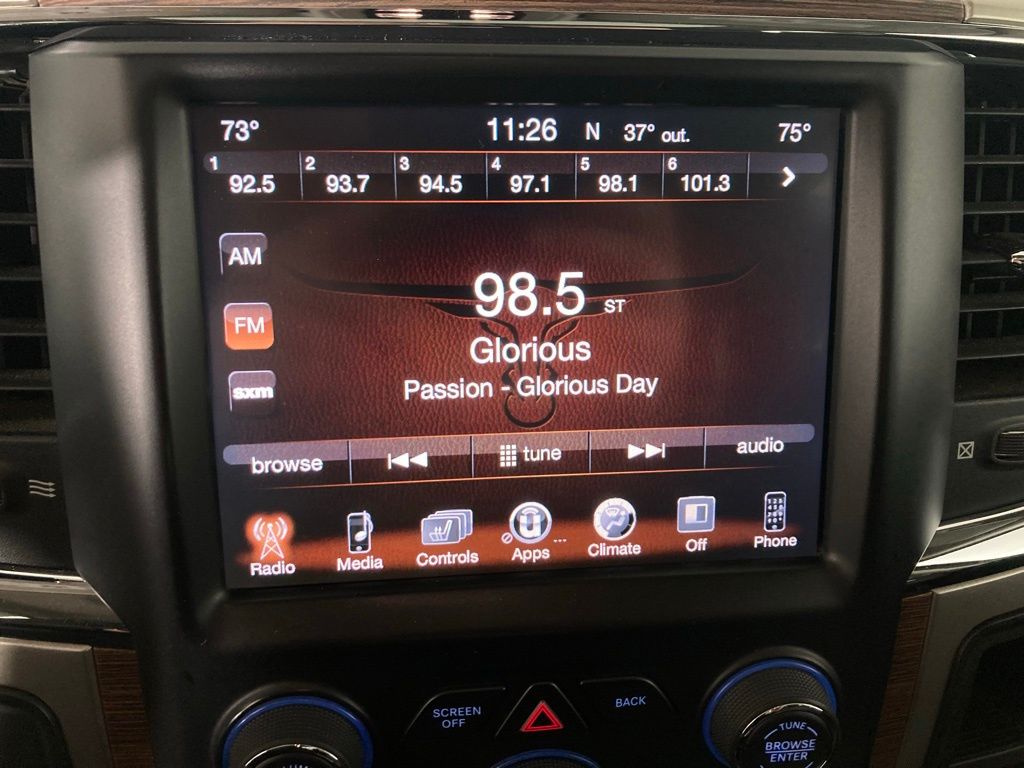 73° 11:26 N 37° out. 75°
1 2 3 4 5 6
92.5 93.7 94.5 97.1 98.1 101.3
AM
98.5 ST
FM
Glorious
Passion - Glorious Day
sxm
browse tune audio
Radio Media Controls Apps ... Climate Off Phone
SCREEN
OFF
BACK
TUNE
BROWSE
ENTER